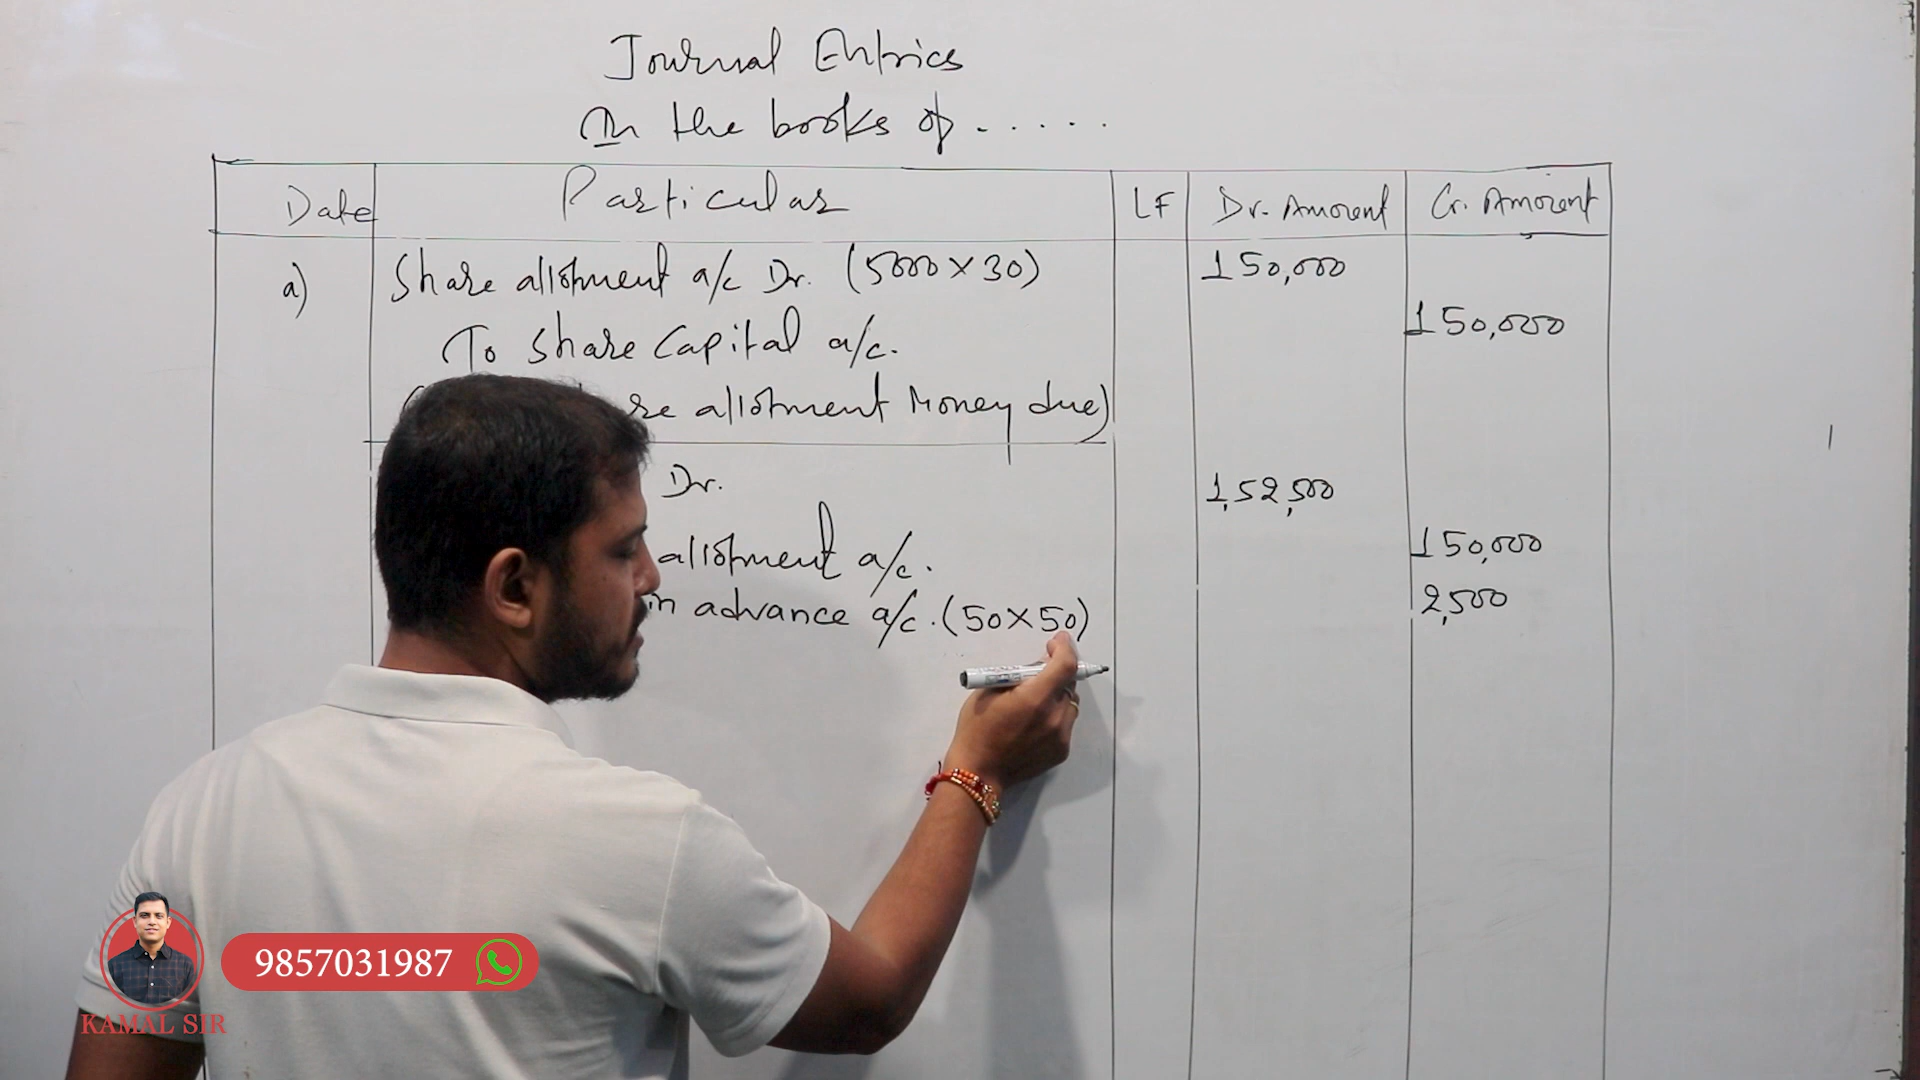 Journal Entries
In the books of .....
Date Particular LF Dr. Amount Cr. Amount
a) Share allotment a/c Dr. (5000 × 30) 150,000
To Share Capital a/c. 150,000
allotment Money due)
Dr. 1,52,500
allotment a/c. 150,000
in advance a/c. (50×50) 2,500
9857031987
KAMAL SIR